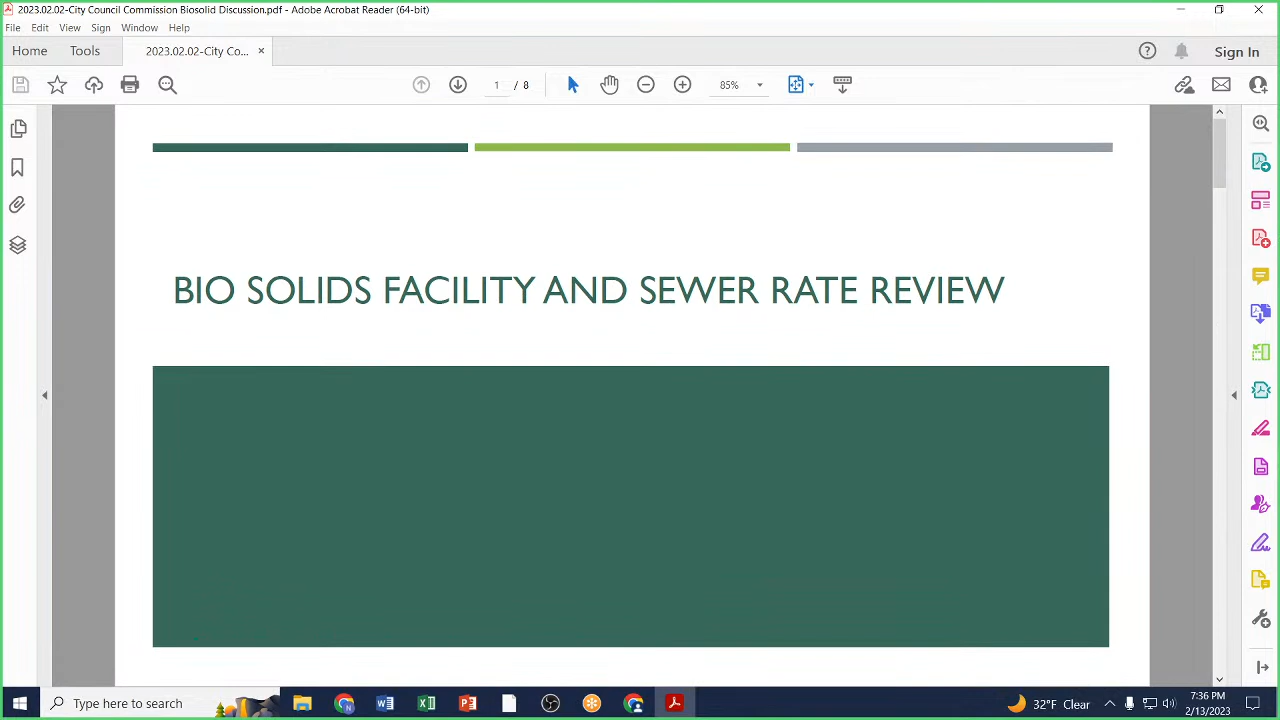 2023.02.02-City Council Commission Biosolid Discussion.pdf - Adobe Acrobat Reader (64-bit)
File Edit View Sign Window Help
Home Tools 2023.02.02-City Co... Sign In
1 / 8 85%
BIO SOLIDS FACILITY AND SEWER RATE REVIEW
Type here to search
32°F Clear
7:36 PM
2/13/2023